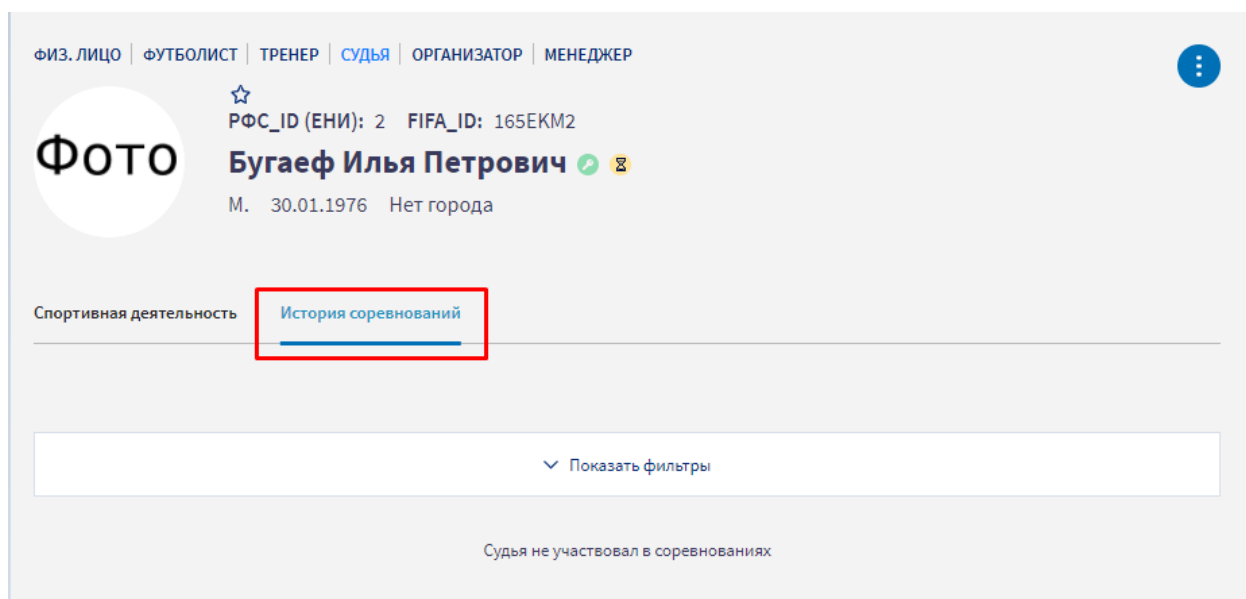 ФИЗ. ЛИЦО | ФУТБОЛИСТ | ТРЕНЕР | СУДЬЯ | ОРГАНИЗАТОР | МЕНЕДЖЕР
РФС_ID (ЕНИ): 2 FIFA_ID: 165EKM2
Фото
Бугаеф Илья Петрович
М. 30.01.1976 Нет города
Спортивная деятельность История соревнований
Показать фильтры
Судья не участвовал в соревнованиях